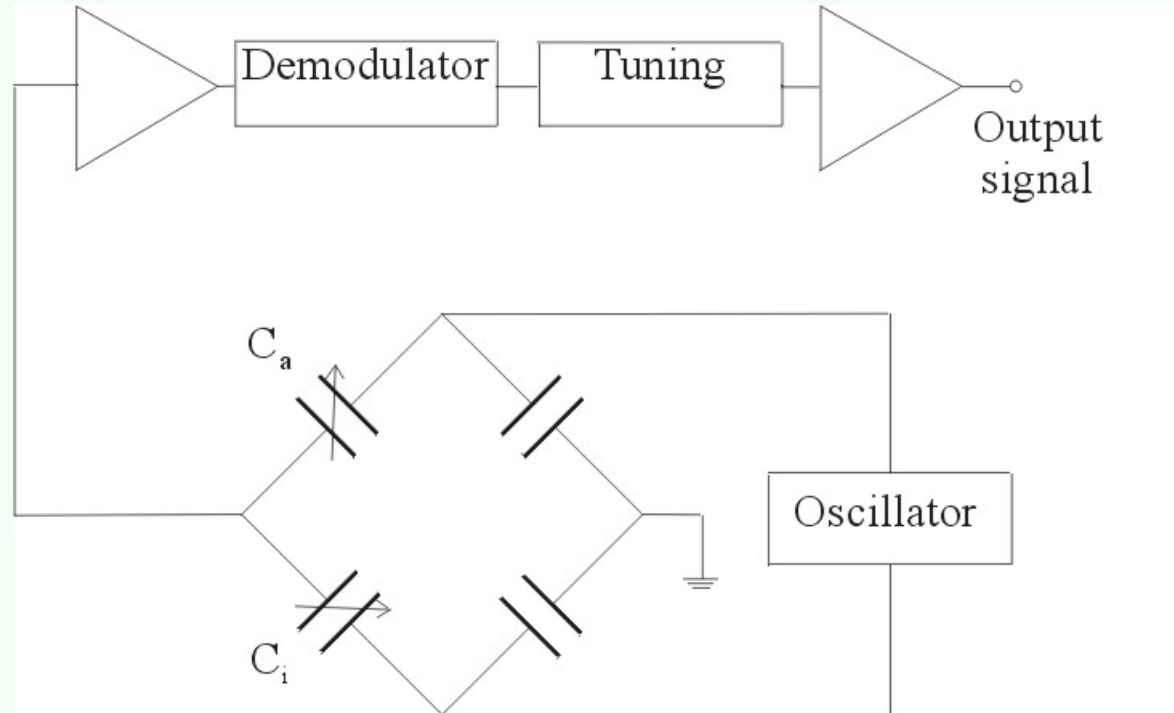 Demodulator
Tuning
Output
signal
Cₐ
Oscillator
Cᵢ